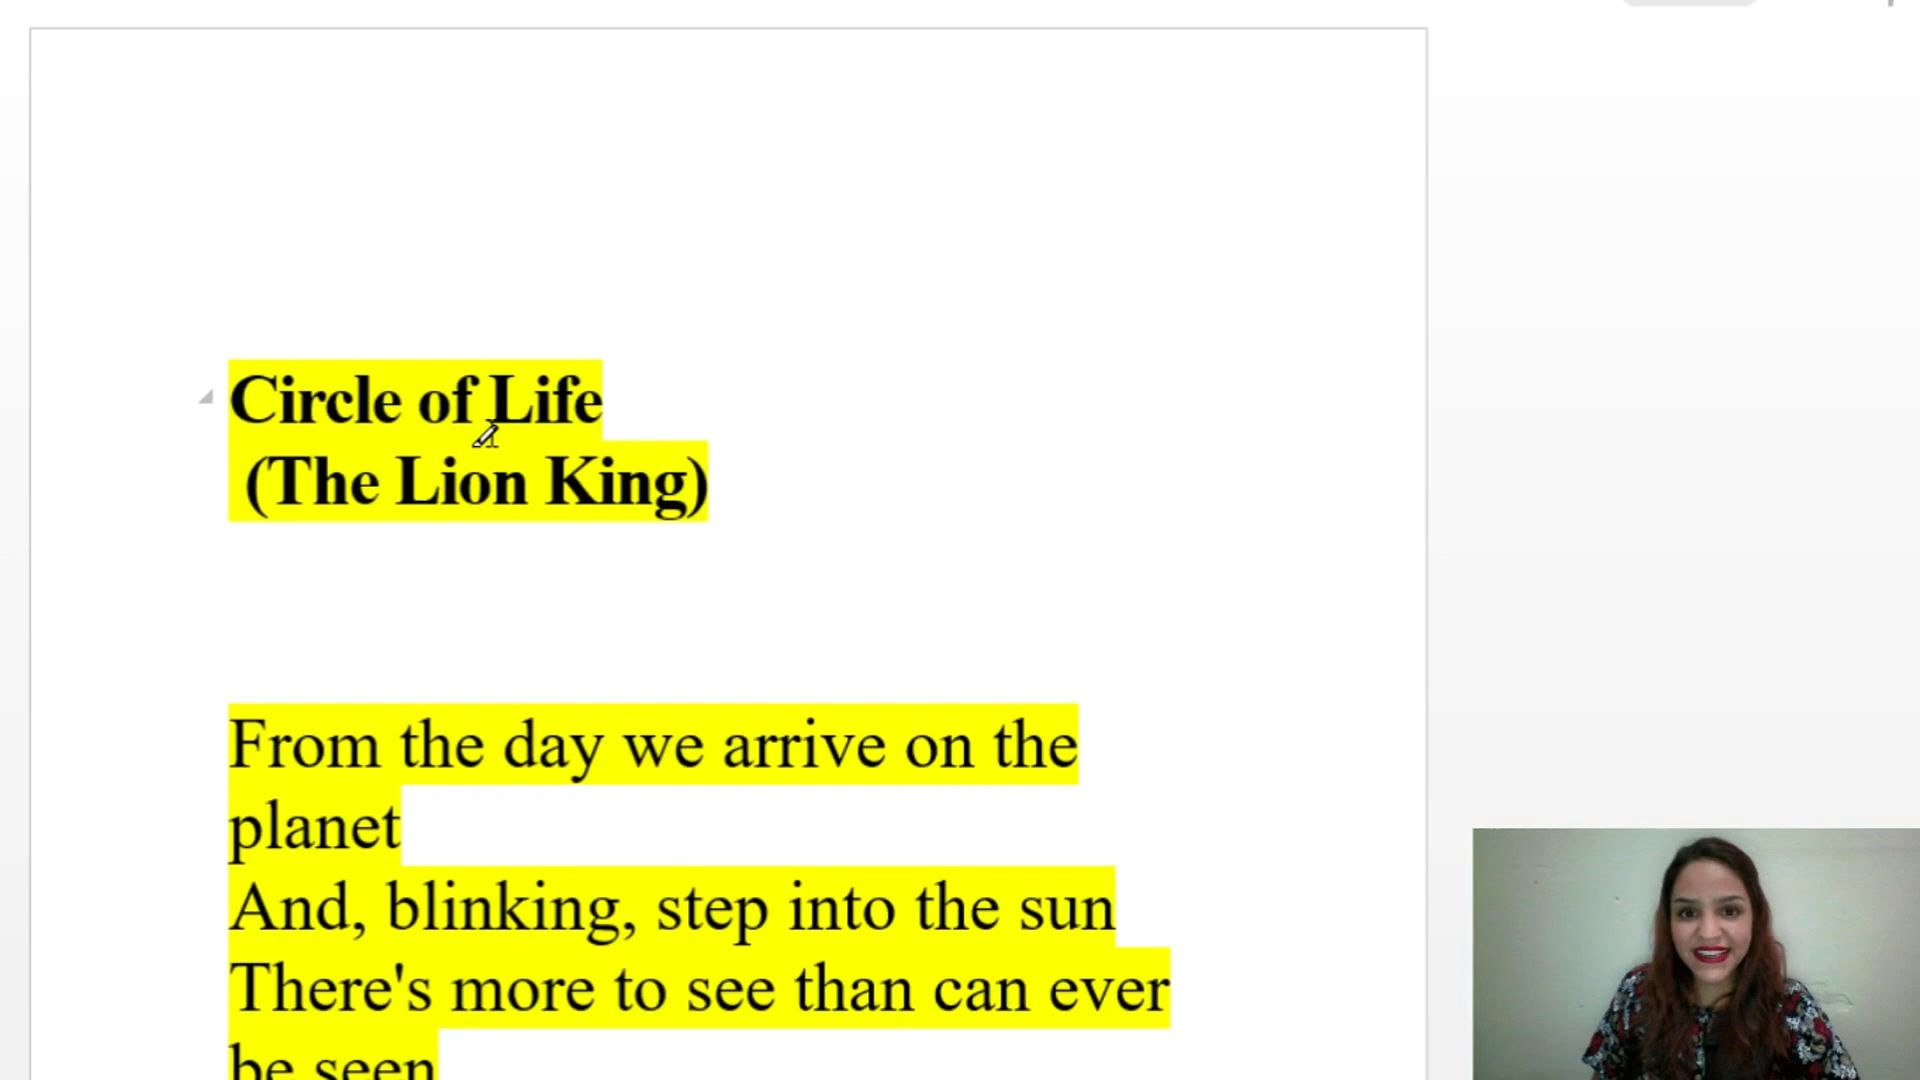 Circle of Life
(The Lion King)
From the day we arrive on the
planet
And, blinking, step into the sun
There's more to see than can ever
be seen